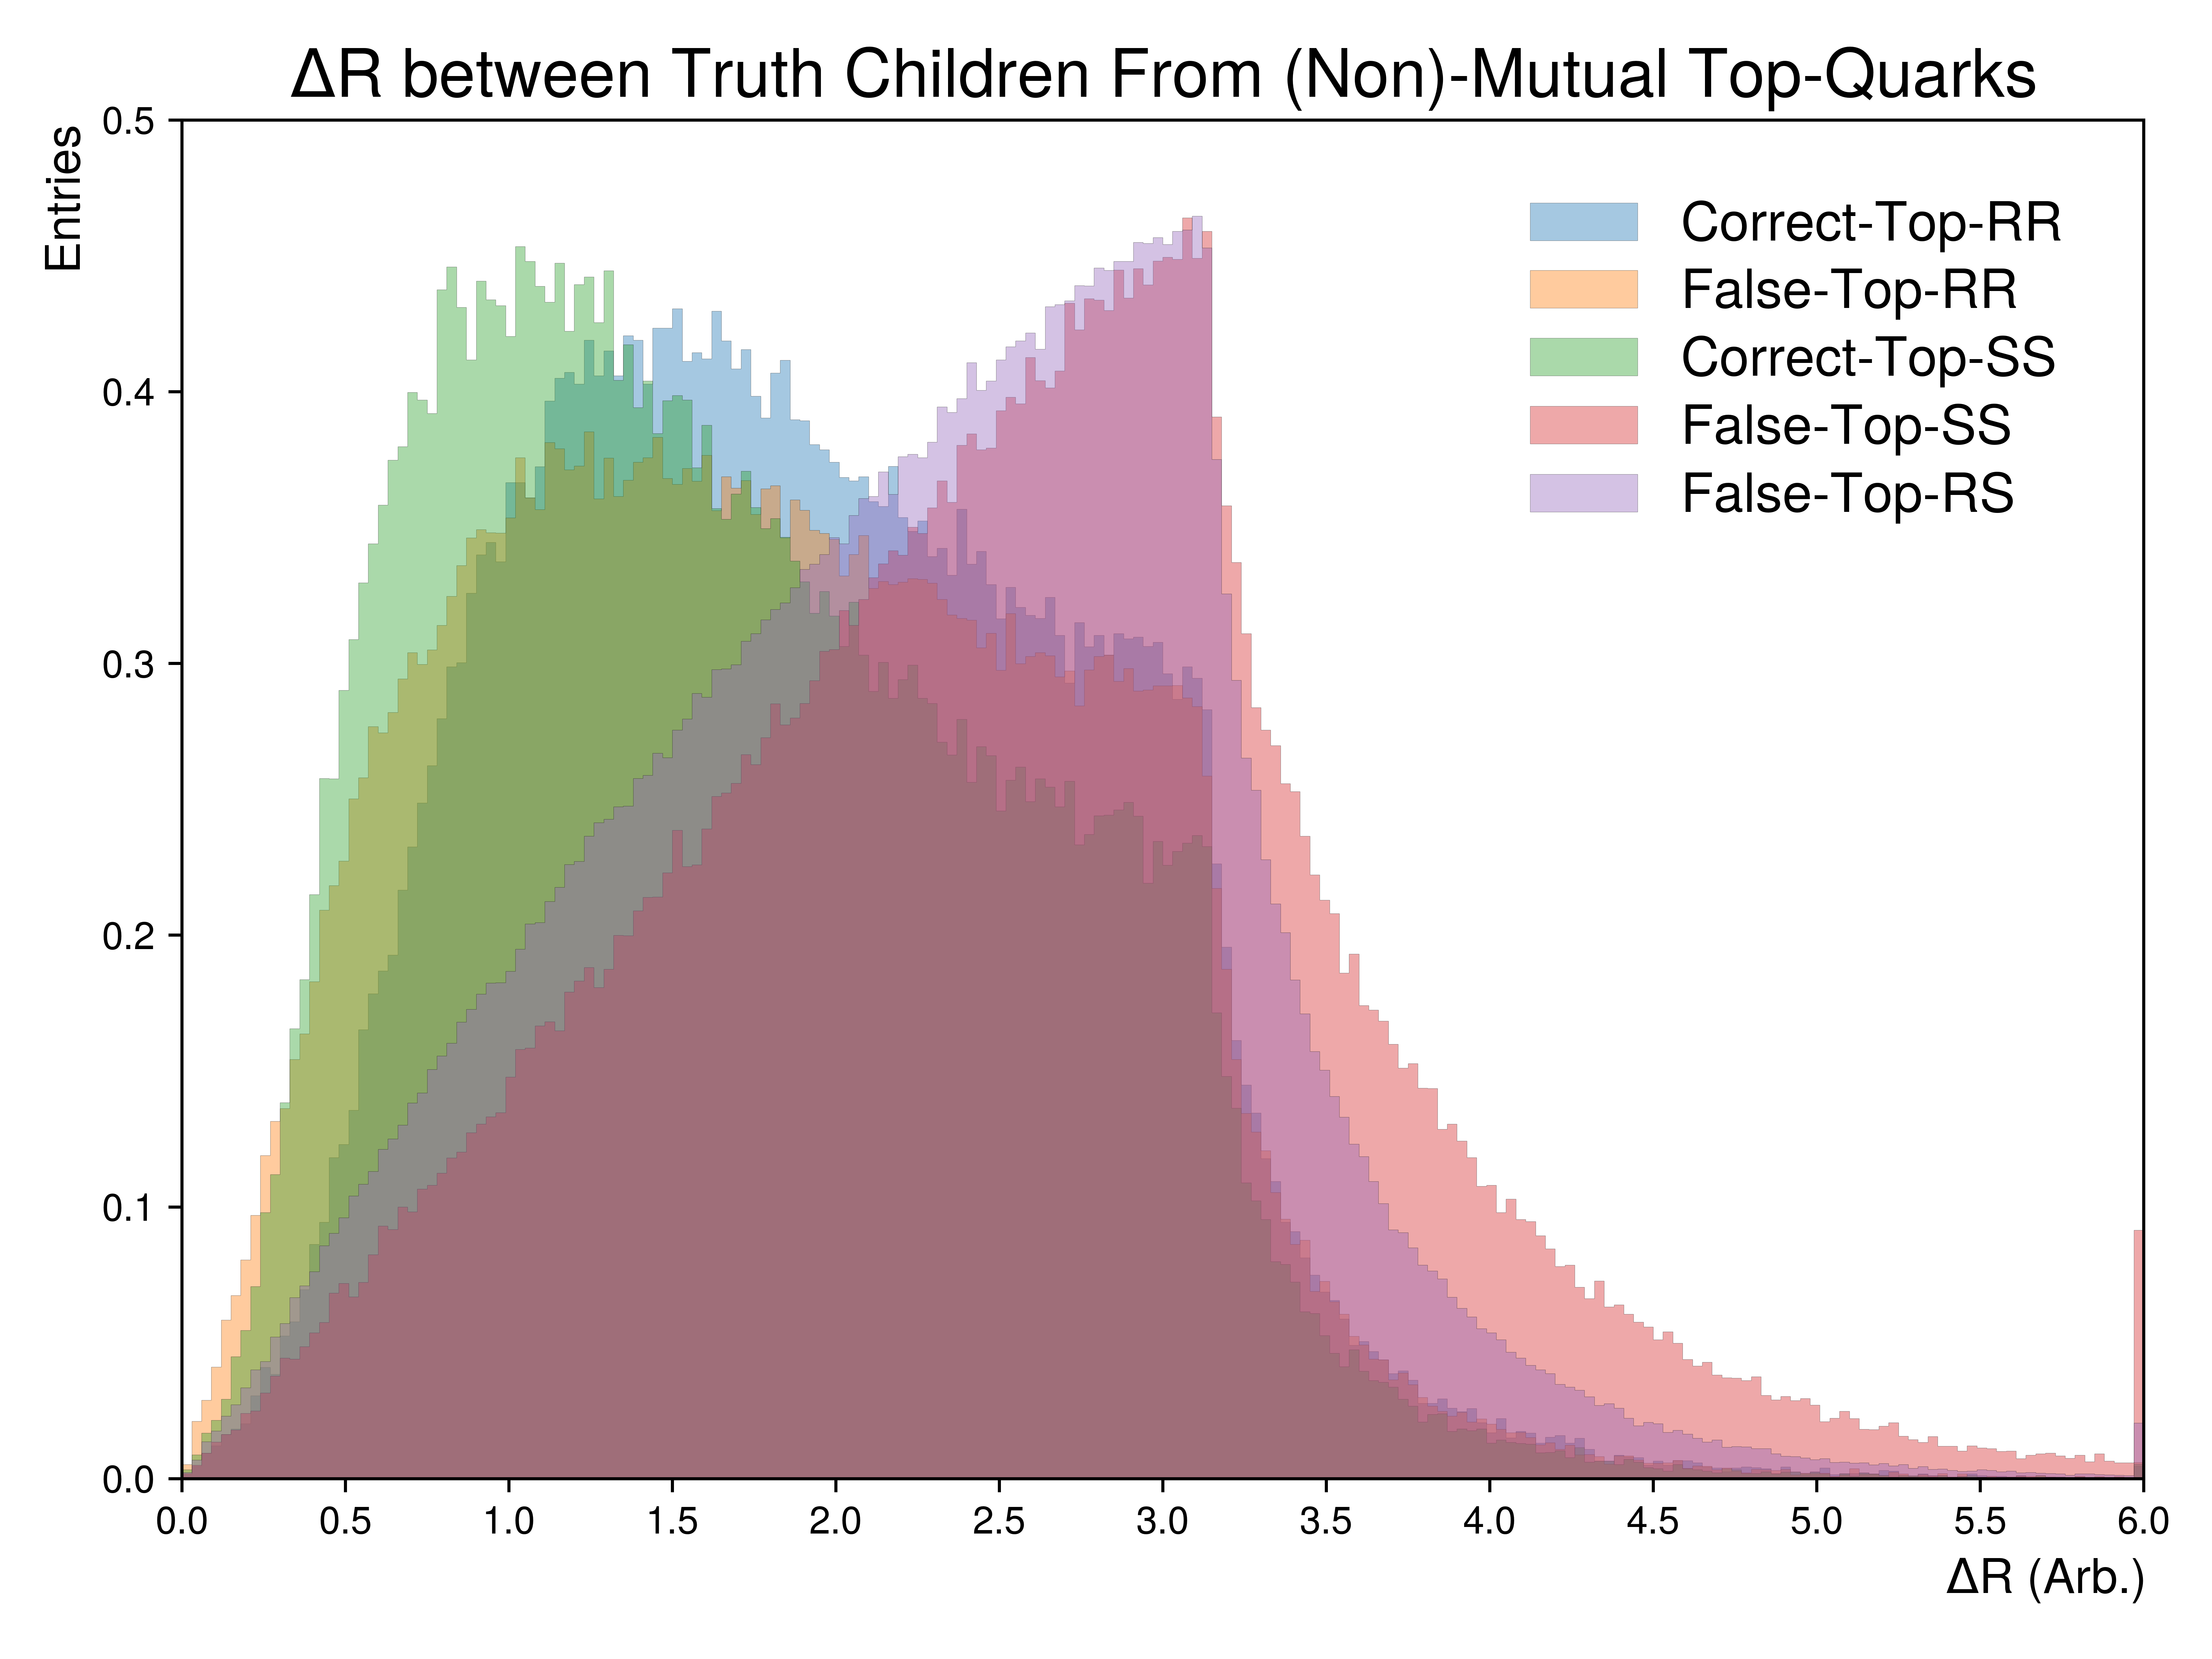 ΔR between Truth Children From (Non)-Mutual Top-Quarks
Entries
0.5
0.4
0.3
0.2
0.1
0.0
Correct-Top-RR
False-Top-RR
Correct-Top-SS
False-Top-SS
False-Top-RS
0.0 0.5 1.0 1.5 2.0 2.5 3.0 3.5 4.0 4.5 5.0 5.5 6.0
ΔR (Arb.)